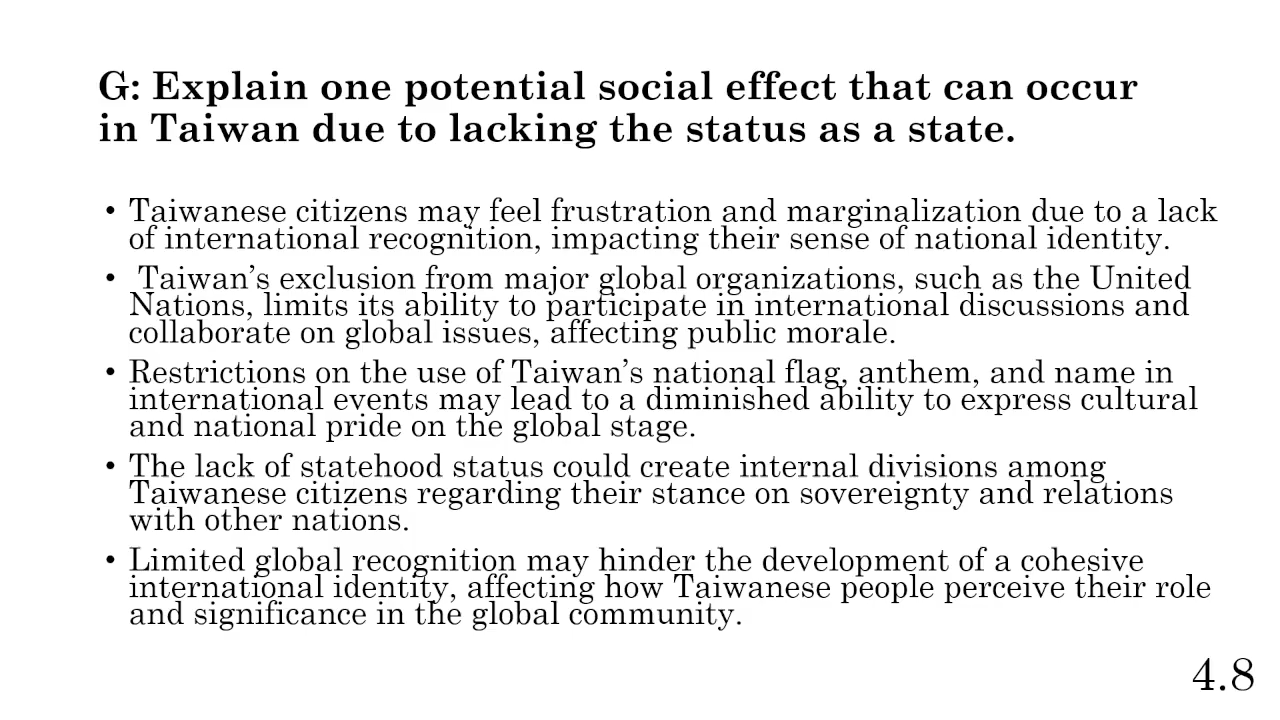 G: Explain one potential social effect that can occur
in Taiwan due to lacking the status as a state.
• Taiwanese citizens may feel frustration and marginalization due to a lack
of international recognition, impacting their sense of national identity.
• Taiwan's exclusion from major global organizations, such as the United
Nations, limits its ability to participate in international discussions and
collaborate on global issues, affecting public morale.
• Restrictions on the use of Taiwan's national flag, anthem, and name in
international events may lead to a diminished ability to express cultural
and national pride on the global stage.
• The lack of statehood status could create internal divisions among
Taiwanese citizens regarding their stance on sovereignty and relations
with other nations.
• Limited global recognition may hinder the development of a cohesive
international identity, affecting how Taiwanese people perceive their role
and significance in the global community.
4.8